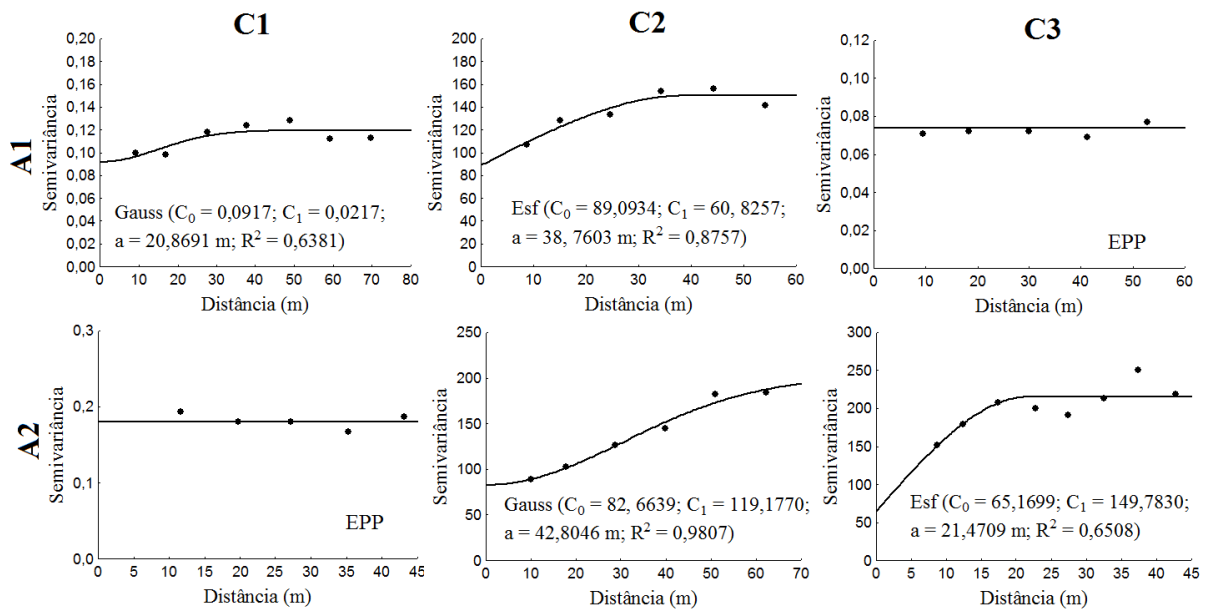 C1
C2
C3
A1
Semivariância
0,20
0,18
0,16
0,14
0,12
0,10
0,08
0,06
0,04
0,02
0,00
Gauss (C0 = 0,0917; C1 = 0,0217;
a = 20,8691 m; R2 = 0,6381)
0 10 20 30 40 50 60 70 80
Distância (m)
Semivariância
200
180
160
140
120
100
80
60
40
20
0
Esf (C0 = 89,0934; C1 = 60, 8257;
a = 38, 7603 m; R2 = 0,8757)
0 10 20 30 40 50 60
Distância (m)
Semivariância
0,12
0,10
0,08
0,06
0,04
0,02
0,00
EPP
0 10 20 30 40 50 60
Distância (m)
A2
Semivariância
0,3
0,2
0,1
0,0
EPP
0 5 10 15 20 25 30 35 40 45
Distância (m)
Semivariância
250
200
150
100
50
0
Gauss (C0 = 82, 6639; C1 = 119,1770;
a = 42,8046 m; R2 = 0,9807)
0 10 20 30 40 50 60 70
Distância (m)
Semivariância
300
250
200
150
100
50
0
Esf (C0 = 65,1699; C1 = 149,7830;
a = 21,4709 m; R2 = 0,6508)
0 5 10 15 20 25 30 35 40 45
Distância (m)